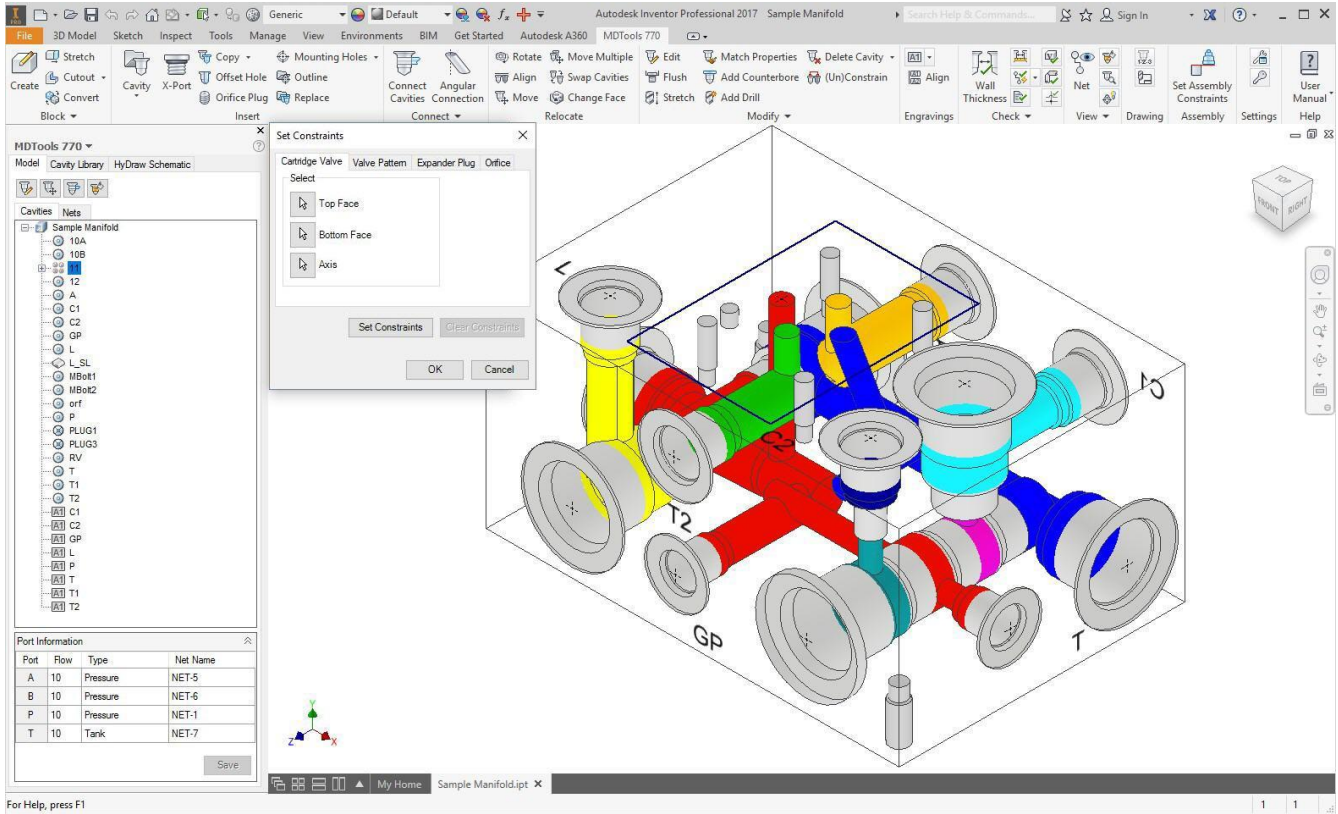 Generic
Default
Autodesk Inventor Professional 2017 Sample Manifold
Search Help & Commands...
Sign In
File 3D Model Sketch Inspect Tools Manage View Environments BIM Get Started Autodesk A360 MDTools 770
Create
Stretch
Cutout
Convert
Block
Cavity
X-Port
Copy
Offset Hole
Orifice Plug
Mounting Holes
Outline
Replace
Insert
Connect Cavities
Angular Connection
Connect
Rotate Move Multiple
Align Swap Cavities
Move Change Face
Relocate
Edit Match Properties Delete Cavity
Flush Add Counterbore (Un)Constrain
Stretch Add Drill
Modify
A1
Align
Engravings
Wall Thickness
Check
Net
View
Drawing
Set Assembly Constraints
Assembly
Settings
User Manual
Help
MDTools 770
Model Cavity Library HyDraw Schematic
Cavities Nets
Sample Manifold
10A
10B
11
12
A
C1
C2
GP
L
L_SL
MBolt1
MBolt2
orf
P
PLUG1
PLUG3
RV
T
T1
T2
A1 C1
A1 C2
A1 GP
A1 L
A1 P
A1 T
A1 T1
A1 T2
Port Information
Port Flow Type Net Name
A 10 Pressure NET-5
B 10 Pressure NET-6
P 10 Pressure NET-1
T 10 Tank NET-7
Save
Set Constraints
Cartridge Valve Valve Pattern Expander Plug Orifice
Select
Top Face
Bottom Face
Axis
Set Constraints Clear Constraints
OK Cancel
TOP
FRONT RIGHT
L
C1
C2
T2
GP
T
Y
Z
X
My Home Sample Manifold.ipt
For Help, press F1
1 1